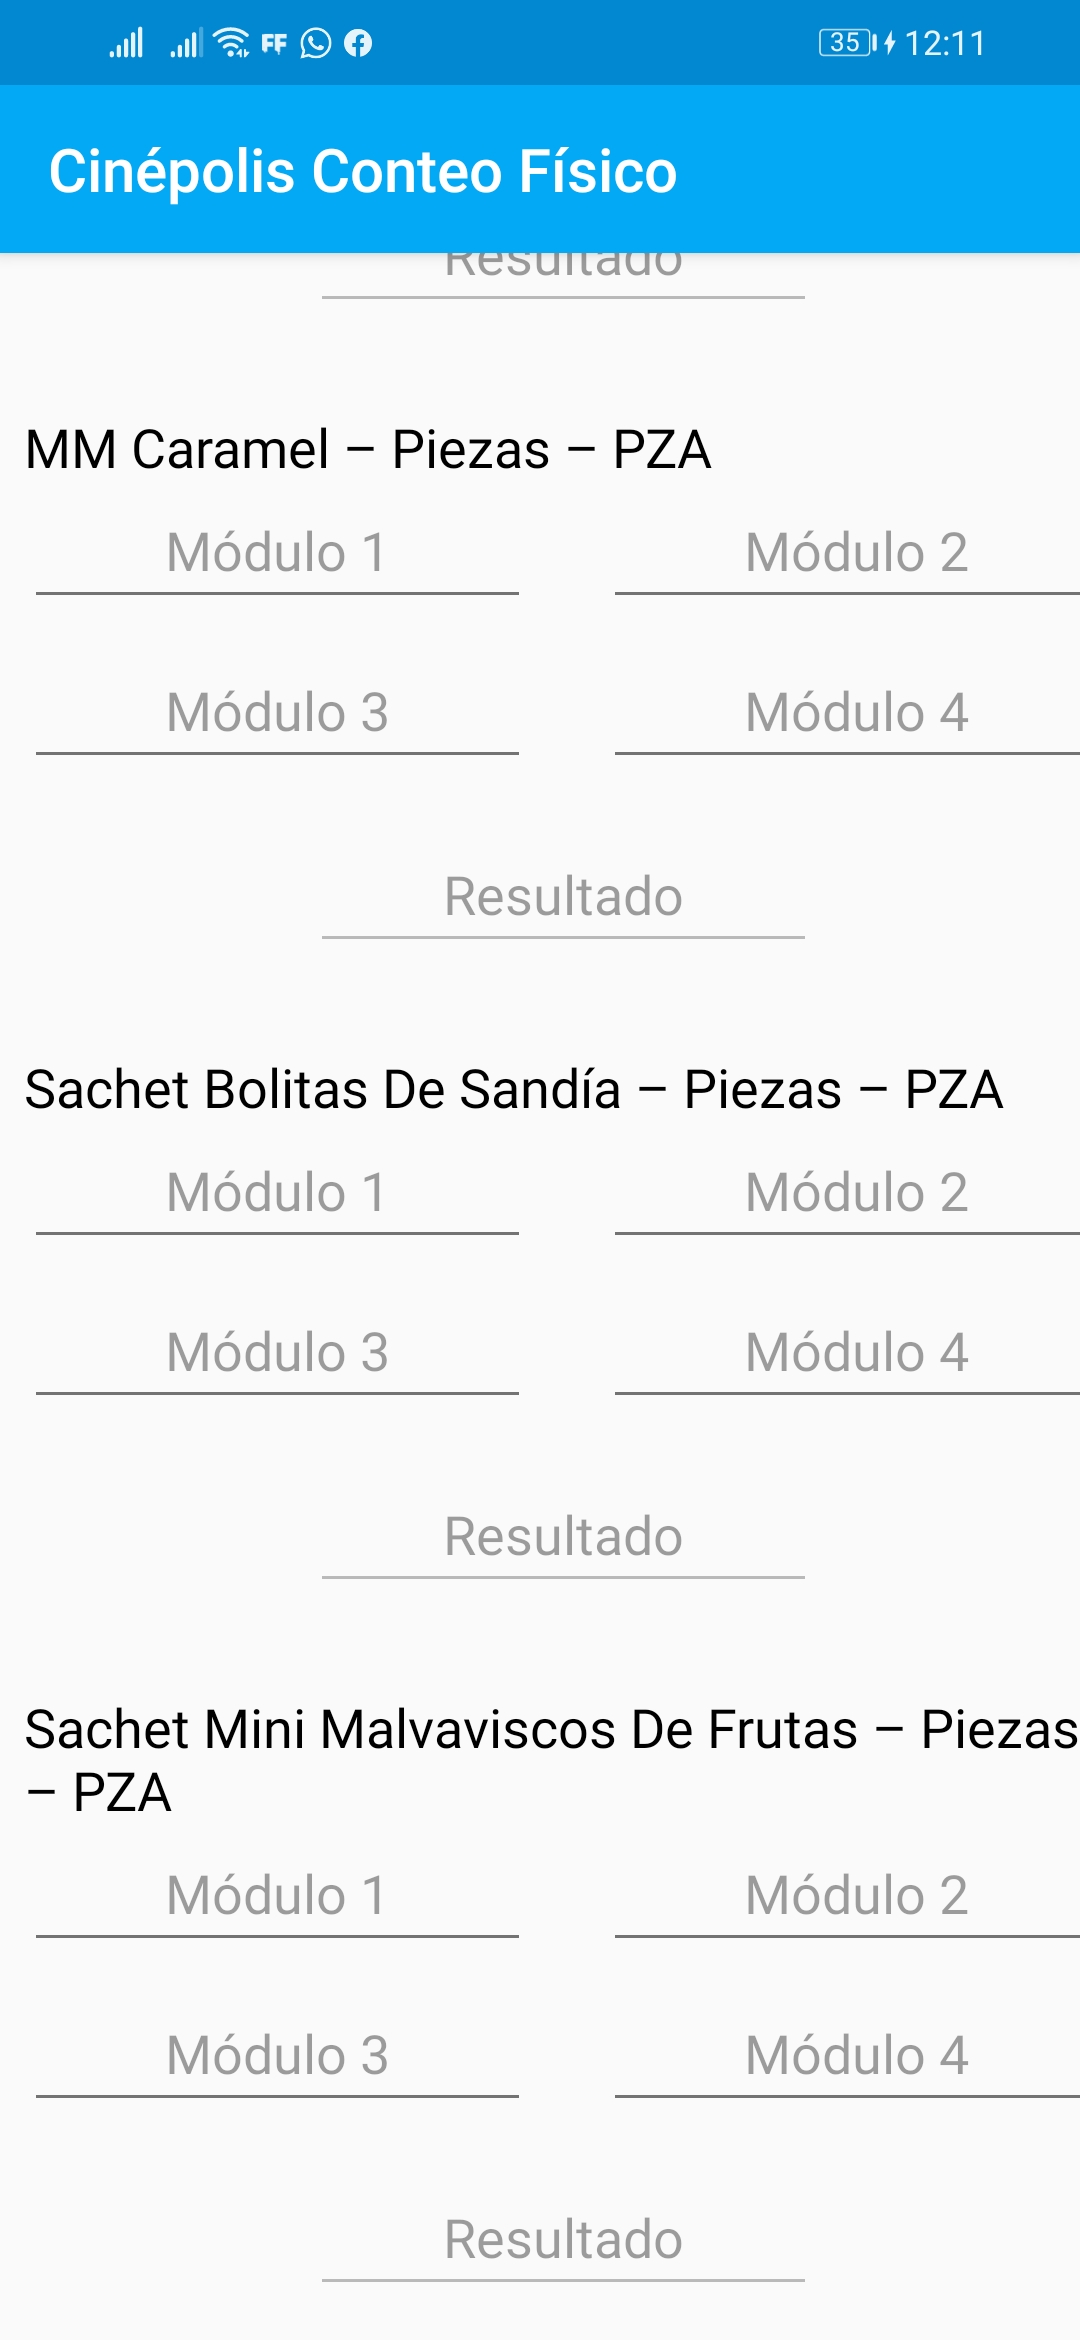 FF 35 12:11
Cinépolis Conteo Físico
Resultado
MM Caramel – Piezas – PZA
Módulo 1 Módulo 2
Módulo 3 Módulo 4
Resultado
Sachet Bolitas De Sandía – Piezas – PZA
Módulo 1 Módulo 2
Módulo 3 Módulo 4
Resultado
Sachet Mini Malvaviscos De Frutas – Piezas
– PZA
Módulo 1 Módulo 2
Módulo 3 Módulo 4
Resultado